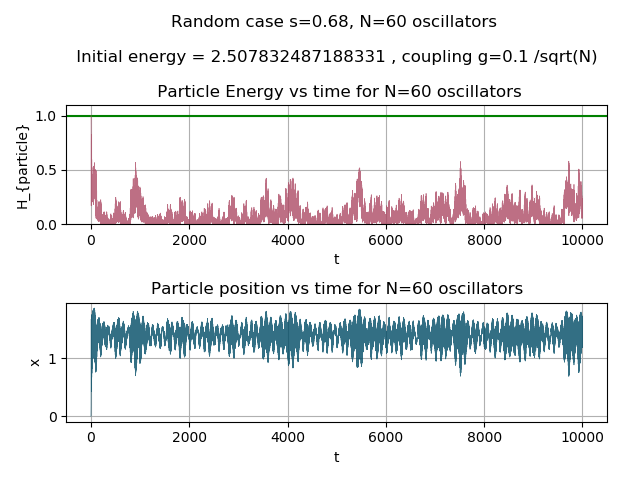 Random case s=0.68, N=60 oscillators
Initial energy = 2.507832487188331 , coupling g=0.1 /sqrt(N)
Particle Energy vs time for N=60 oscillators
H_{particle}
1.0
0.5
0.0
0 2000 4000 6000 8000 10000
t
Particle position vs time for N=60 oscillators
x
1
0
0 2000 4000 6000 8000 10000
t